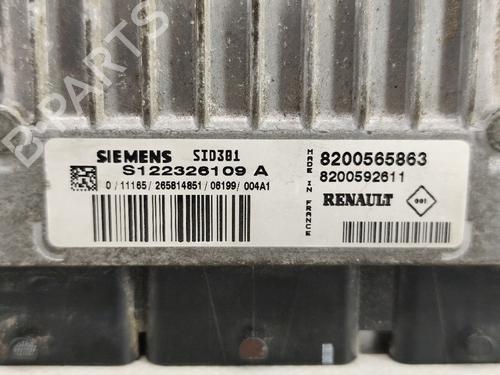 B-PARTS
SIEMENS SID301
S122326109 A
0 / 11165 / 265814851 / 06199 / 004A1
MADE IN FRANCE
8200565863
8200592611
RENAULT
001